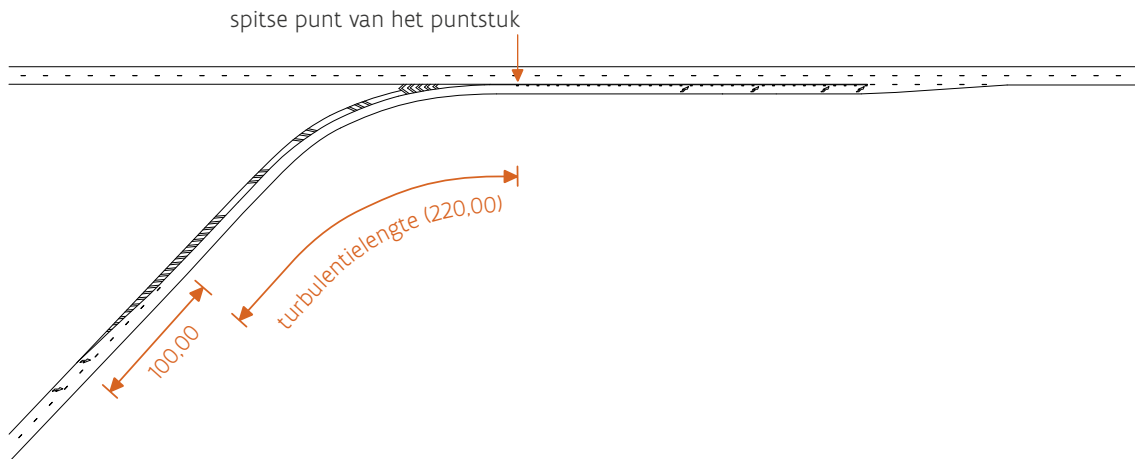 spitse punt van het puntstuk
turbulentielengte (220,00)
100,00